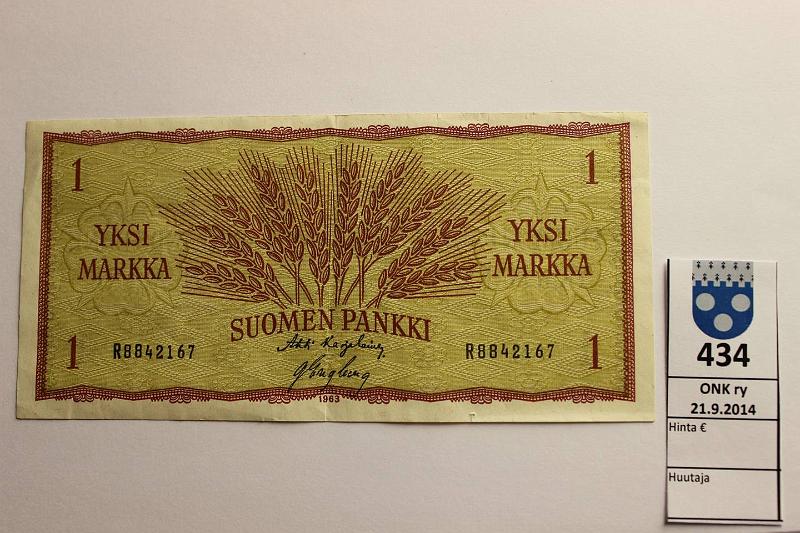 1 1
YKSI MARKKA
YKSI MARKKA
SUOMEN PANKKI
1 R8842167 R8842167 1
1963
434
ONK ry
21.9.2014
Hinta €
Huutaja